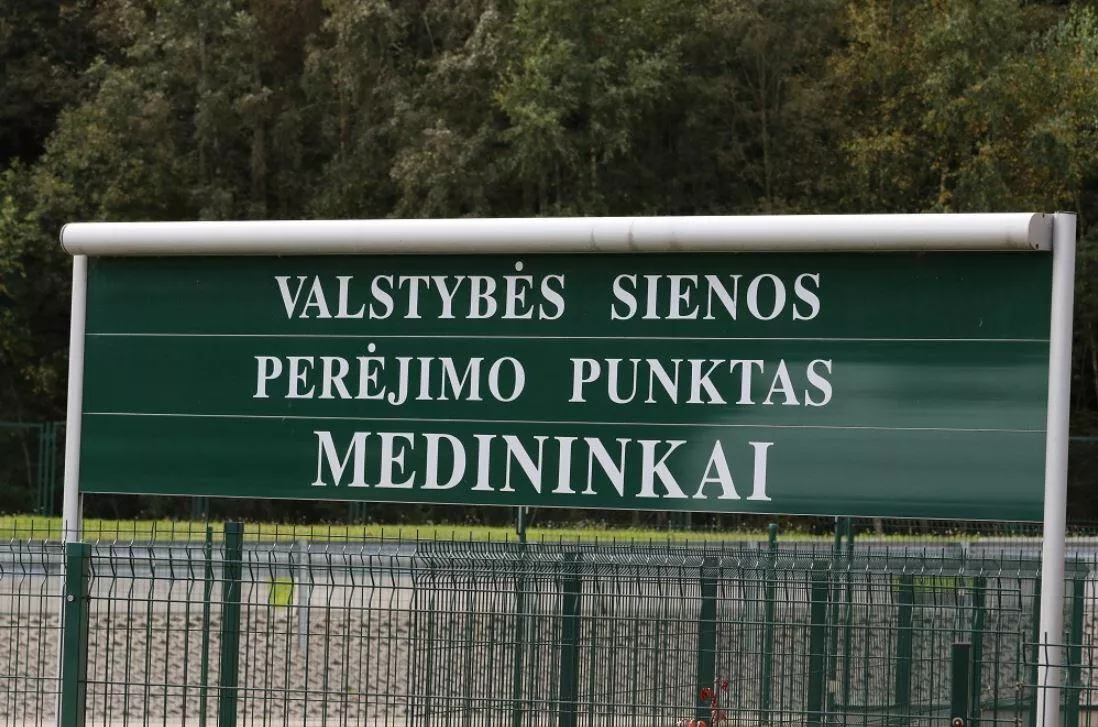 VALSTYBĖS SIENOS
PERĖJIMO PUNKTAS
MEDININKAI